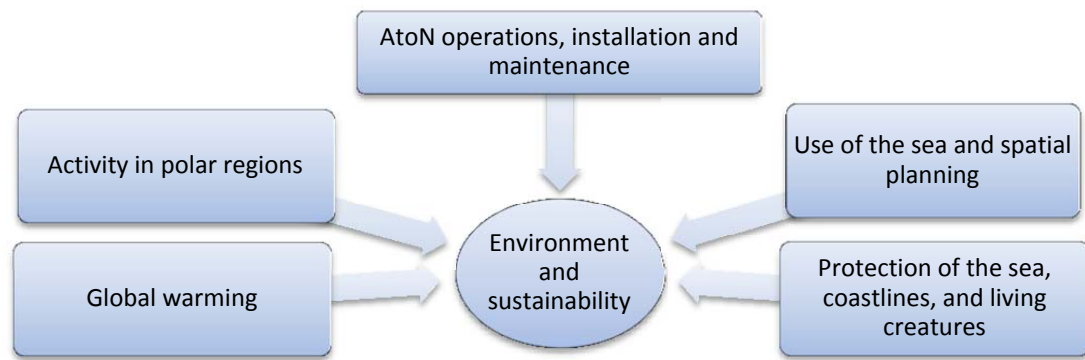 AtoN operations, installation and
maintenance
Activity in polar regions
Use of the sea and spatial
planning
Environment
and
sustainability
Global warming
Protection of the sea,
coastlines, and living
creatures